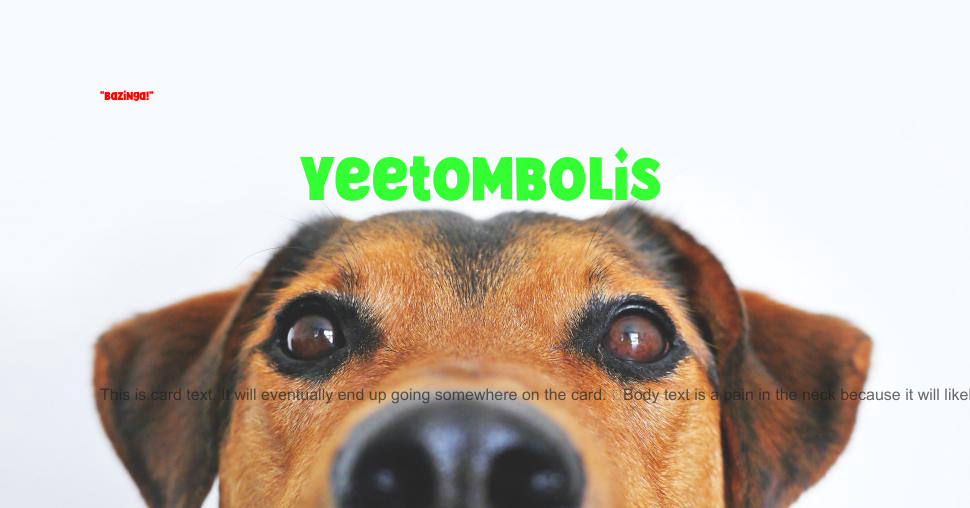 "Bazinga!"
Yeetombolis
This is card text. It will eventually end up going somewhere on the card. Body text is a pain in the neck because it will likel